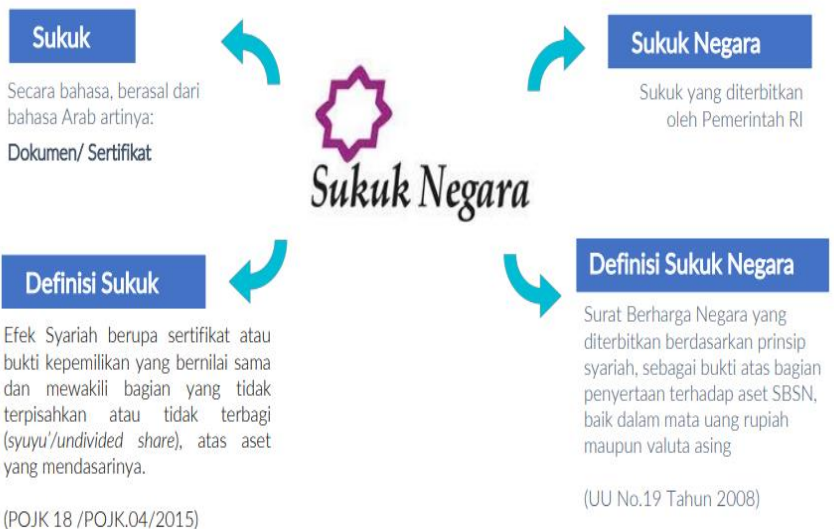 Sukuk
Secara bahasa, berasal dari
bahasa Arab artinya:
Dokumen/ Sertifikat
Sukuk Negara
Sukuk Negara
Sukuk yang diterbitkan
oleh Pemerintah RI
Definisi Sukuk
Efek Syariah berupa sertifikat atau
bukti kepemilikan yang bernilai sama
dan mewakili bagian yang tidak
terpisahkan atau tidak terbagi
(syuyu'/undivided share), atas aset
yang mendasarinya.
(POJK 18 /POJK.04/2015)
Definisi Sukuk Negara
Surat Berharga Negara yang
diterbitkan berdasarkan prinsip
syariah, sebagai bukti atas bagian
penyertaan terhadap aset SBSN,
baik dalam mata uang rupiah
maupun valuta asing
(UU No.19 Tahun 2008)